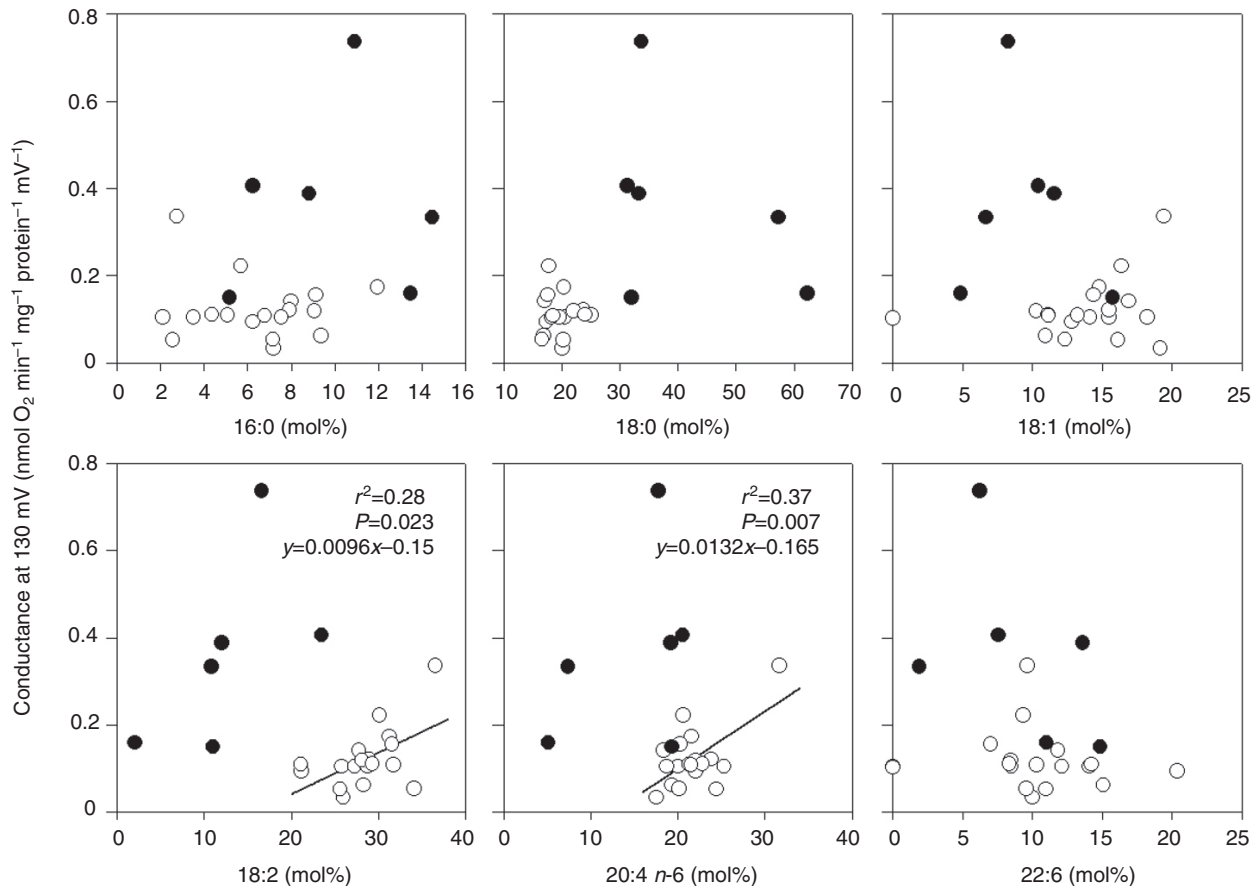 Conductance at 130 mV (nmol O2 min–1 mg–1 protein–1 mV–1)
0.8
0.6
0.4
0.2
0
0 2 4 6 8 10 12 14 16
16:0 (mol%)
10 20 30 40 50 60 70
18:0 (mol%)
0 5 10 15 20 25
18:1 (mol%)
0.8
0.6
0.4
0.2
0
r2=0.28
P=0.023
y=0.0096x–0.15
0 10 20 30 40
18:2 (mol%)
r2=0.37
P=0.007
y=0.0132x–0.165
0 10 20 30 40
20:4 n-6 (mol%)
0 5 10 15 20 25
22:6 (mol%)